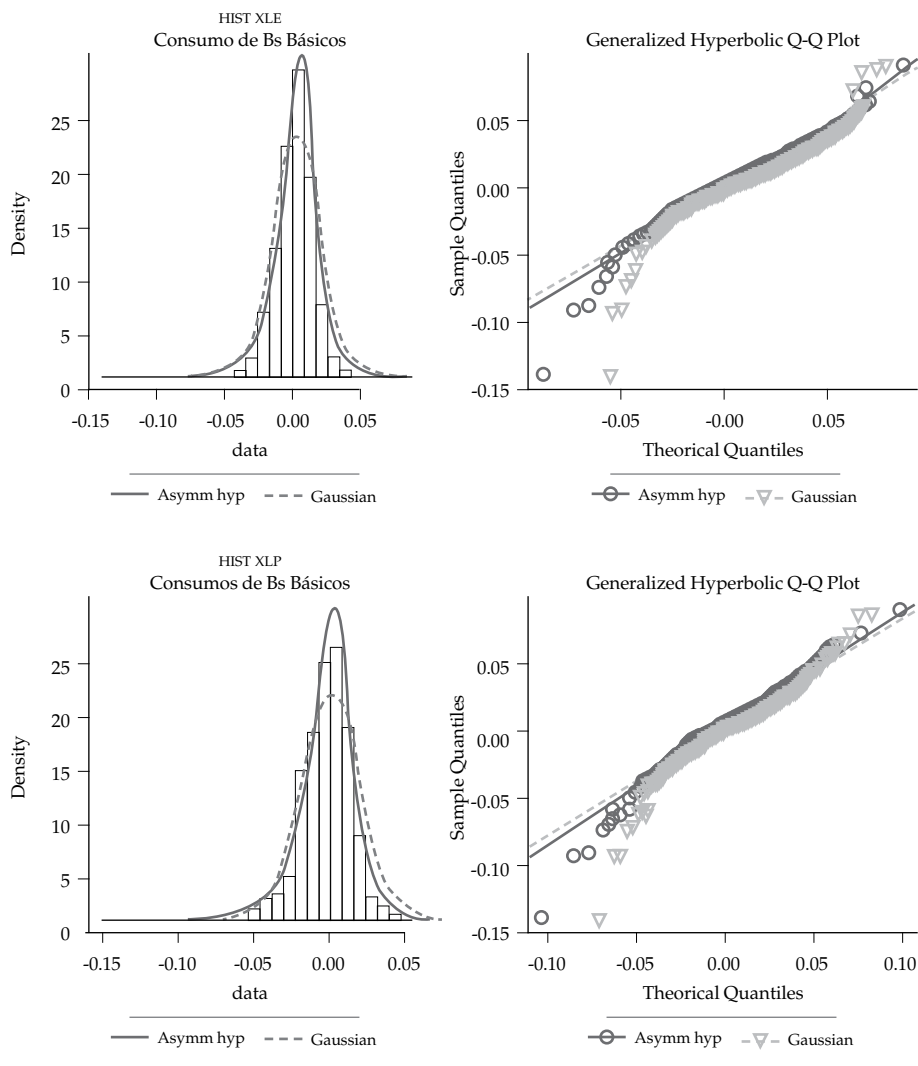 HIST XLE
Consumo de Bs Básicos
Density
25
20
15
10
5
0
-0.15 -0.10 -0.05 0.00 0.05
data
Asymm hyp Gaussian
Generalized Hyperbolic Q-Q Plot
Sample Quantiles
0.05
0.00
-0.05
-0.10
-0.15
-0.05 0.00 0.05
Theorical Quantiles
Asymm hyp Gaussian
HIST XLP
Consumos de Bs Básicos
Density
25
20
15
10
5
0
-0.15 -0.10 -0.05 0.00 0.05
data
Asymm hyp Gaussian
Generalized Hyperbolic Q-Q Plot
Sample Quantiles
0.05
0.00
-0.05
-0.10
-0.15
-0.10 -0.05 0.00 0.05 0.10
Theorical Quantiles
Asymm hyp Gaussian